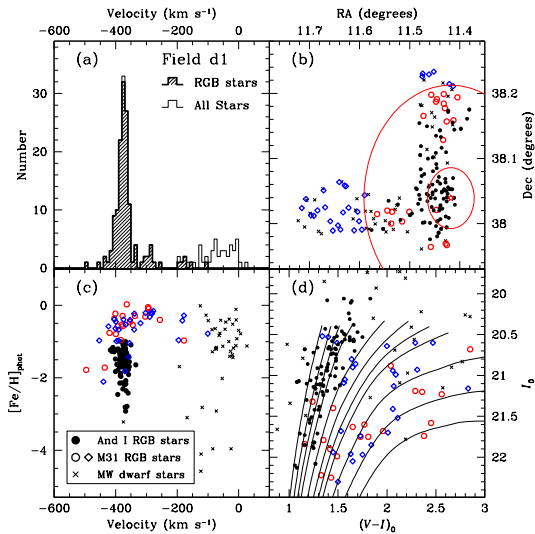 Velocity (km s⁻¹)
RA (degrees)
−600 −400 −200 0
11.7 11.6 11.5 11.4
(a) Field d1
RGB stars
All Stars
(b)
Number
30
20
10
0
Dec (degrees)
38.2
38.1
38
(c)
(d)
[Fe/H]phot
0
−2
−4
And I RGB stars
M31 RGB stars
MW dwarf stars
I₀
20
20.5
21
21.5
22
−600 −400 −200 0
1 1.5 2 2.5 3
Velocity (km s⁻¹)
(V−I)₀